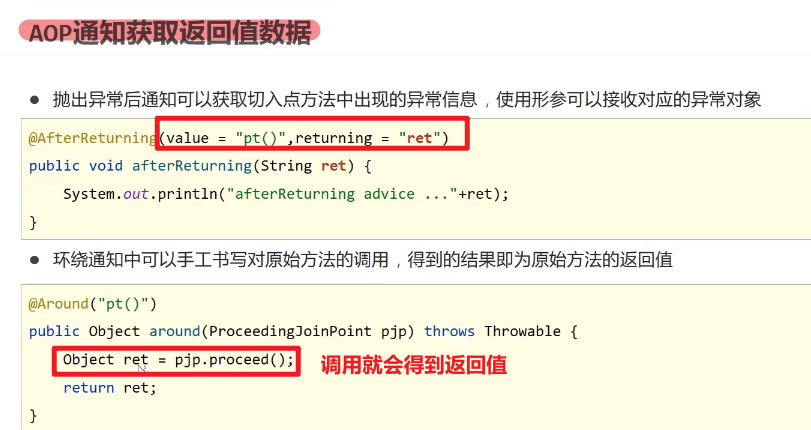 AOP通知获取返回值数据
● 抛出异常后通知可以获取切入点方法中出现的异常信息，使用形参可以接收对应的异常对象
@AfterReturning(value = "pt()",returning = "ret")
public void afterReturning(String ret) {
System.out.println("afterReturning advice ..."+ret);
}
● 环绕通知中可以手工书写对原始方法的调用，得到的结果即为原始方法的返回值
@Around("pt()")
public Object around(ProceedingJoinPoint pjp) throws Throwable {
Object ret = pjp.proceed(); 调用就会得到返回值
return ret;
}